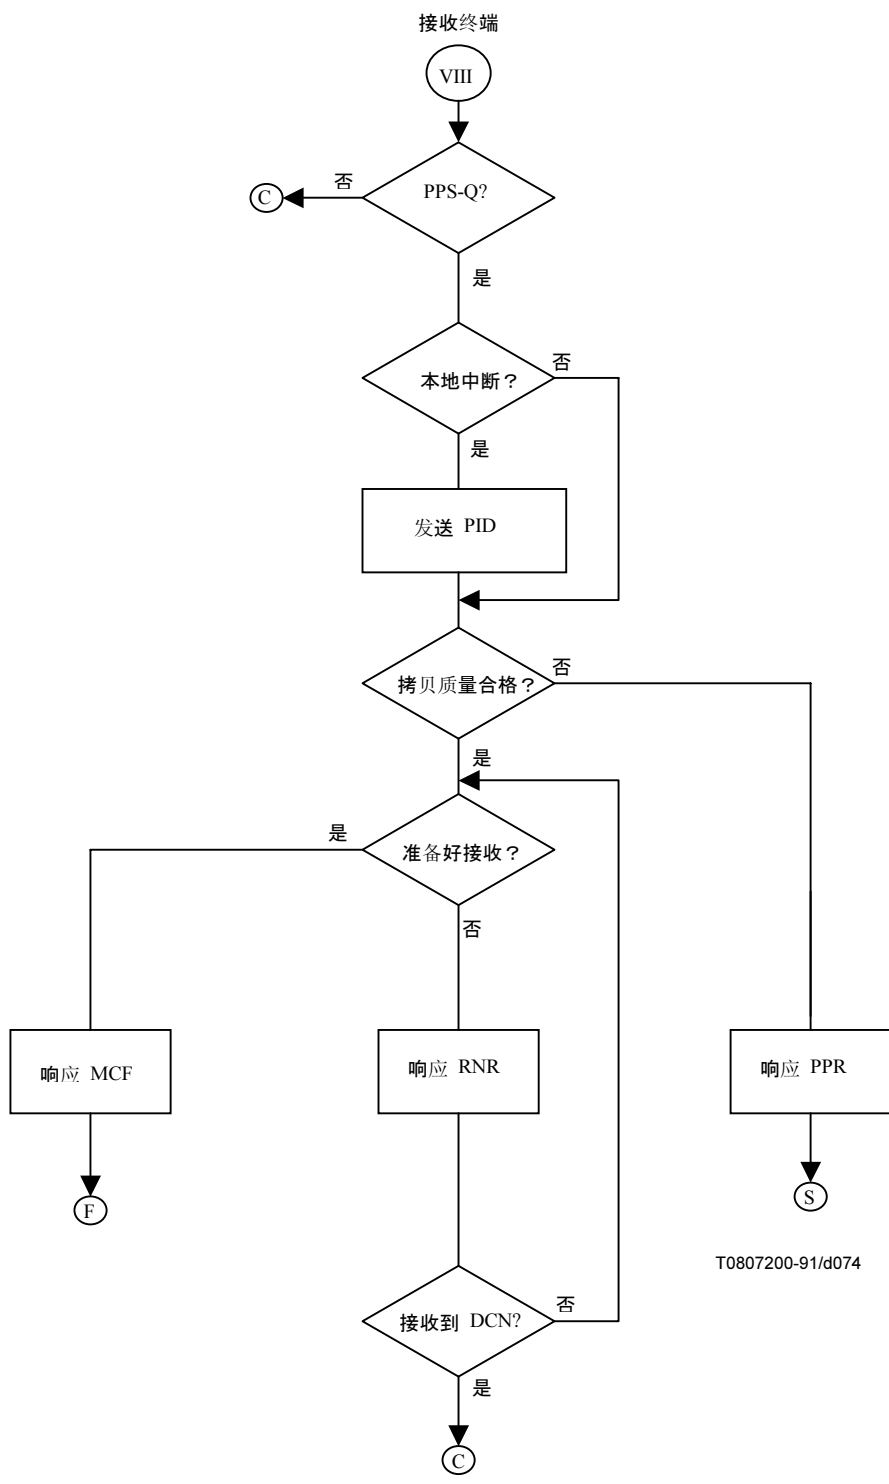 接收终端
VIII
PPS-Q?
否
C
是
本地中断？
否
是
发送 PID
拷贝质量合格？
否
是
准备好接收？
是
否
响应 MCF
响应 RNR
响应 PPR
F
S
T0807200-91/d074
接收到 DCN?
否
是
C